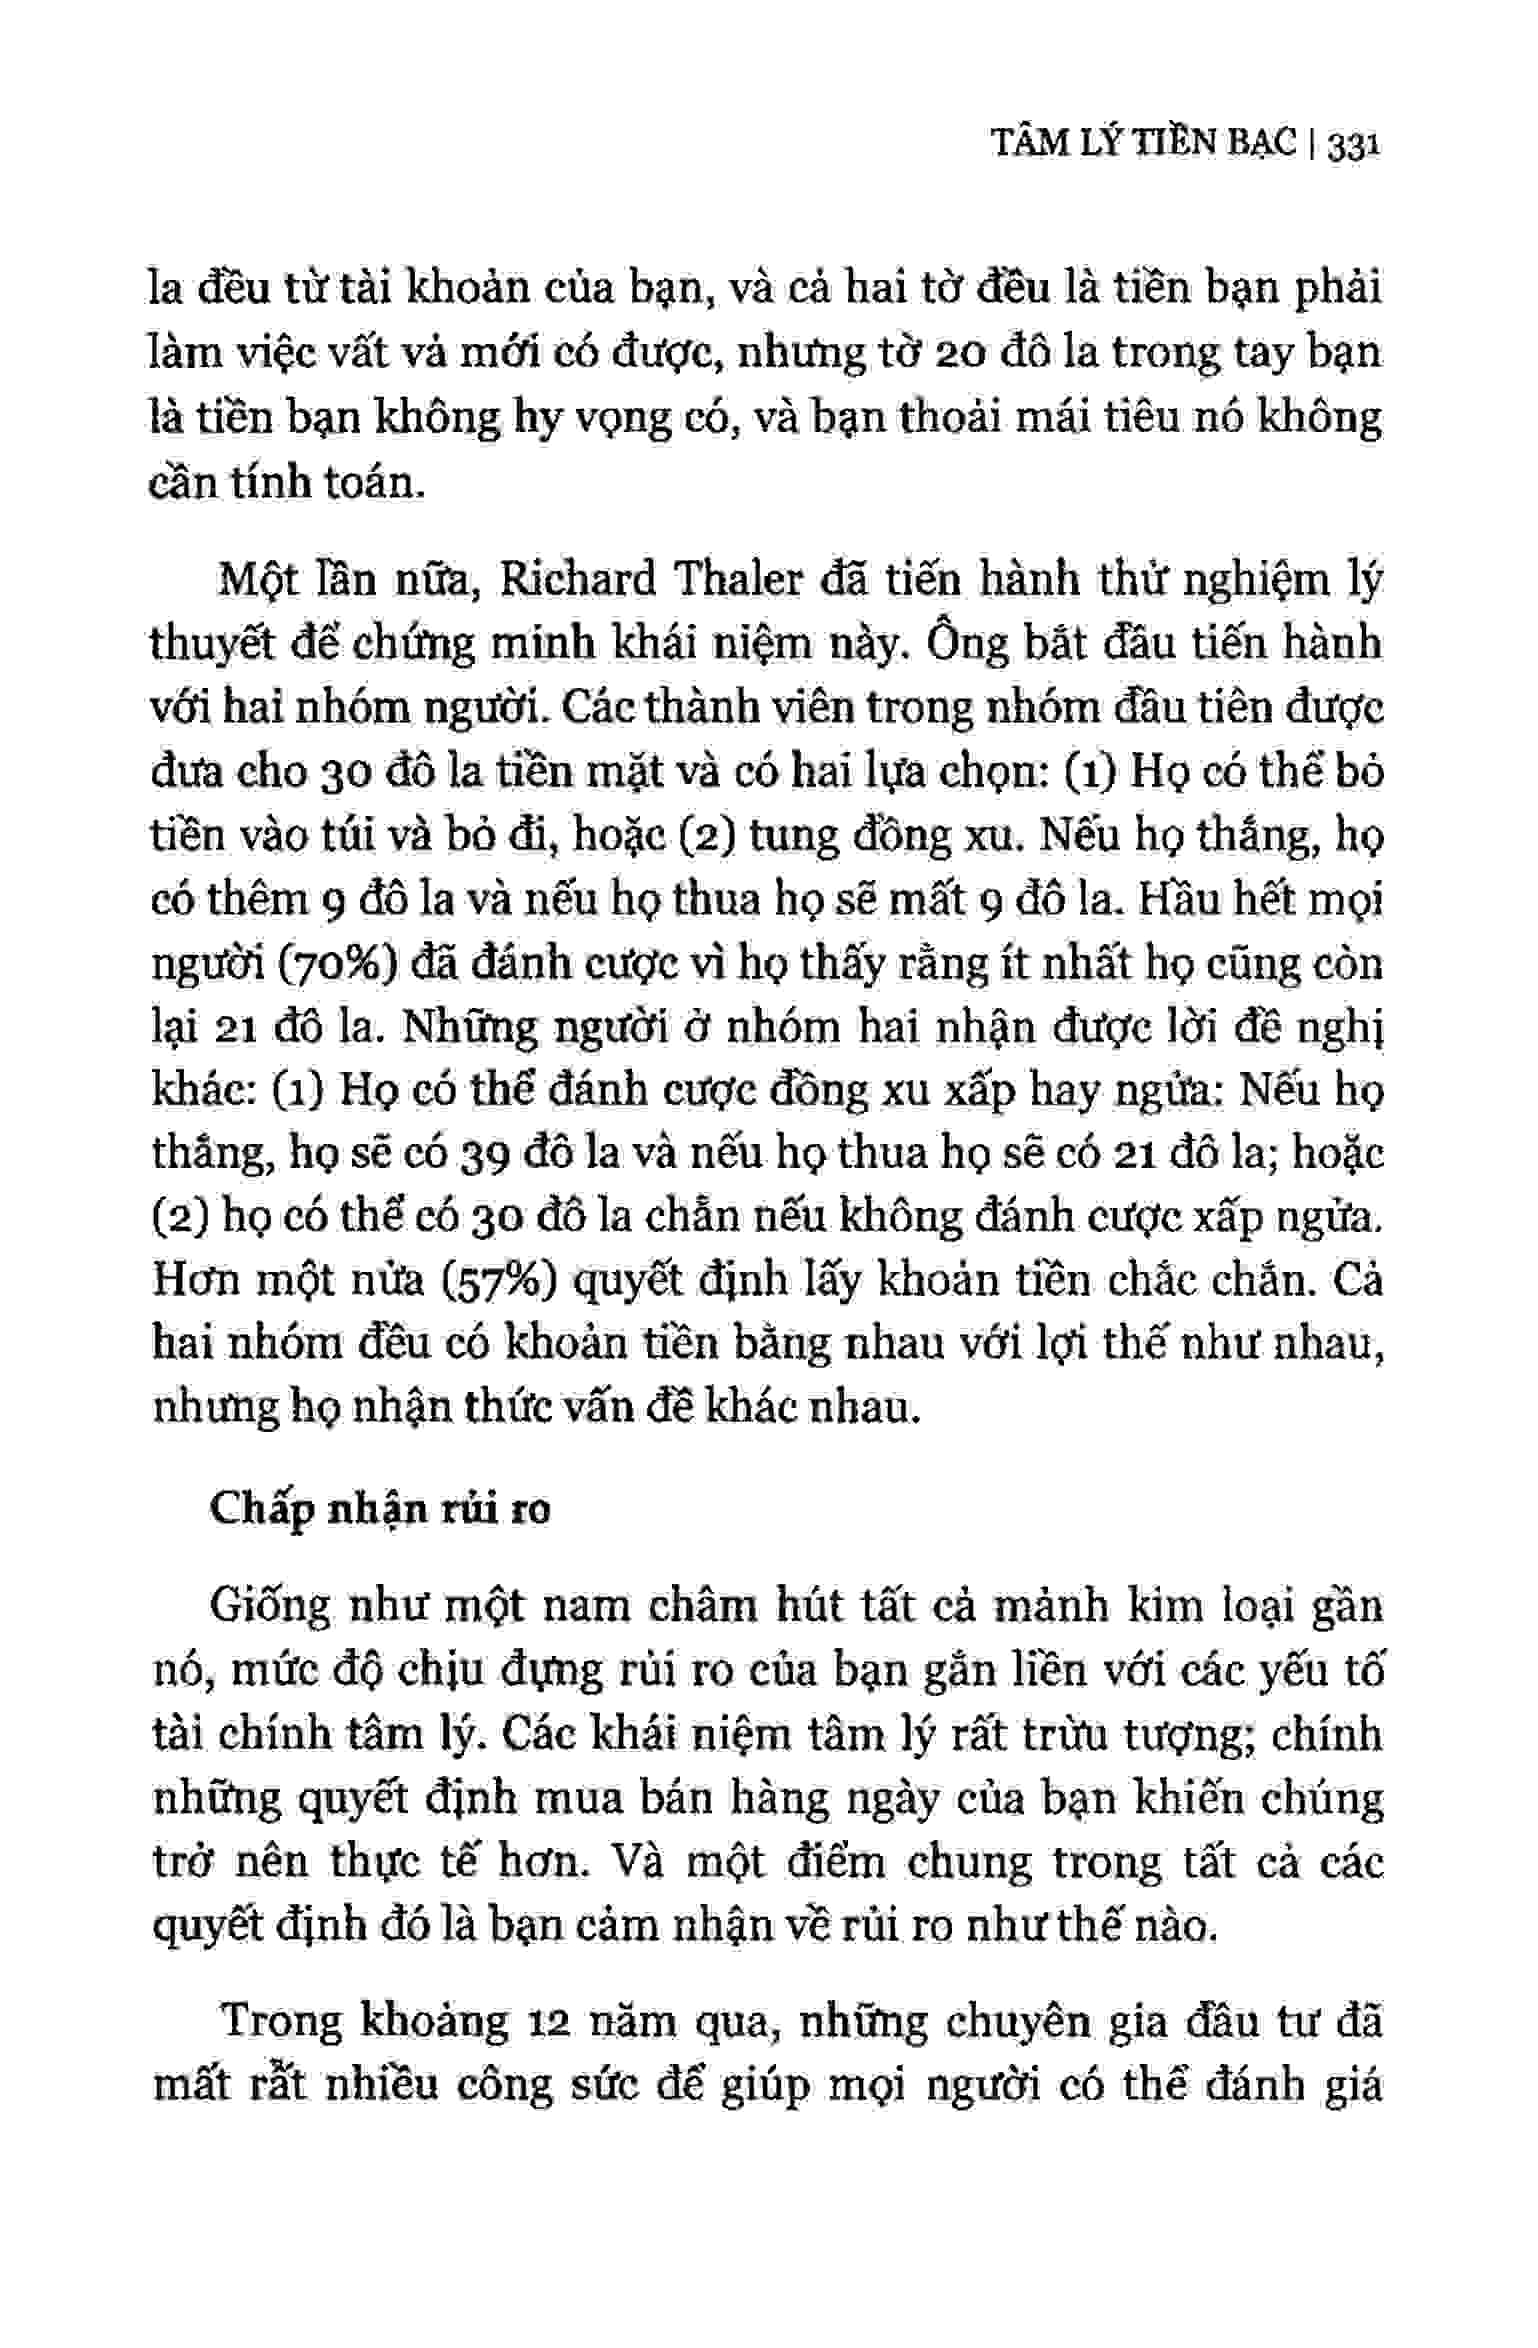 TÂM LÝ TIỀN BẠC | 331
la đều từ tài khoản của bạn, và cả hai tờ đều là tiền bạn phải
làm việc vất vả mới có được, nhưng tờ 20 đô la trong tay bạn
là tiền bạn không hy vọng có, và bạn thoải mái tiêu nó không
cần tính toán.
Một lần nữa, Richard Thaler đã tiến hành thử nghiệm lý
thuyết để chứng minh khái niệm này. Ông bắt đầu tiến hành
với hai nhóm người. Các thành viên trong nhóm đầu tiên được
đưa cho 30 đô la tiền mặt và có hai lựa chọn: (1) Họ có thể bỏ
tiền vào túi và bỏ đi, hoặc (2) tung đồng xu. Nếu họ thắng, họ
có thêm 9 đô la và nếu họ thua họ sẽ mất 9 đô la. Hầu hết mọi
người (70%) đã đánh cược vì họ thấy rằng ít nhất họ cũng còn
lại 21 đô la. Những người ở nhóm hai nhận được lời đề nghị
khác: (1) Họ có thể đánh cược đồng xu xấp hay ngửa: Nếu họ
thắng, họ sẽ có 39 đô la và nếu họ thua họ sẽ có 21 đô la; hoặc
(2) họ có thể có 30 đô la chẵn nếu không đánh cược xấp ngửa.
Hơn một nửa (57%) quyết định lấy khoản tiền chắc chắn. Cả
hai nhóm đều có khoản tiền bằng nhau với lợi thế như nhau,
nhưng họ nhận thức vấn đề khác nhau.
Chấp nhận rủi ro
Giống như một nam châm hút tất cả mảnh kim loại gần
nó, mức độ chịu đựng rủi ro của bạn gắn liền với các yếu tố
tài chính tâm lý. Các khái niệm tâm lý rất trừu tượng; chính
những quyết định mua bán hàng ngày của bạn khiến chúng
trở nên thực tế hơn. Và một điểm chung trong tất cả các
quyết định đó là bạn cảm nhận về rủi ro như thế nào.
Trong khoảng 12 năm qua, những chuyên gia đầu tư đã
mất rất nhiều công sức để giúp mọi người có thể đánh giá